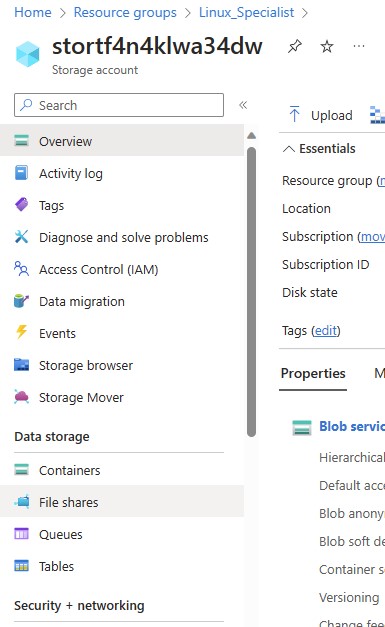 Home > Resource groups > Linux_Specialist >
stortf4n4klwa34dw
Storage account
Search
Overview
Activity log
Tags
Diagnose and solve problems
Access Control (IAM)
Data migration
Events
Storage browser
Storage Mover
Data storage
Containers
File shares
Queues
Tables
Security + networking
Upload
Essentials
Resource group (m
Location
Subscription (mov
Subscription ID
Disk state
Tags (edit)
Properties M
Blob servic
Hierarchical
Default acce
Blob anony
Blob soft de
Container s
Versioning
Change feed